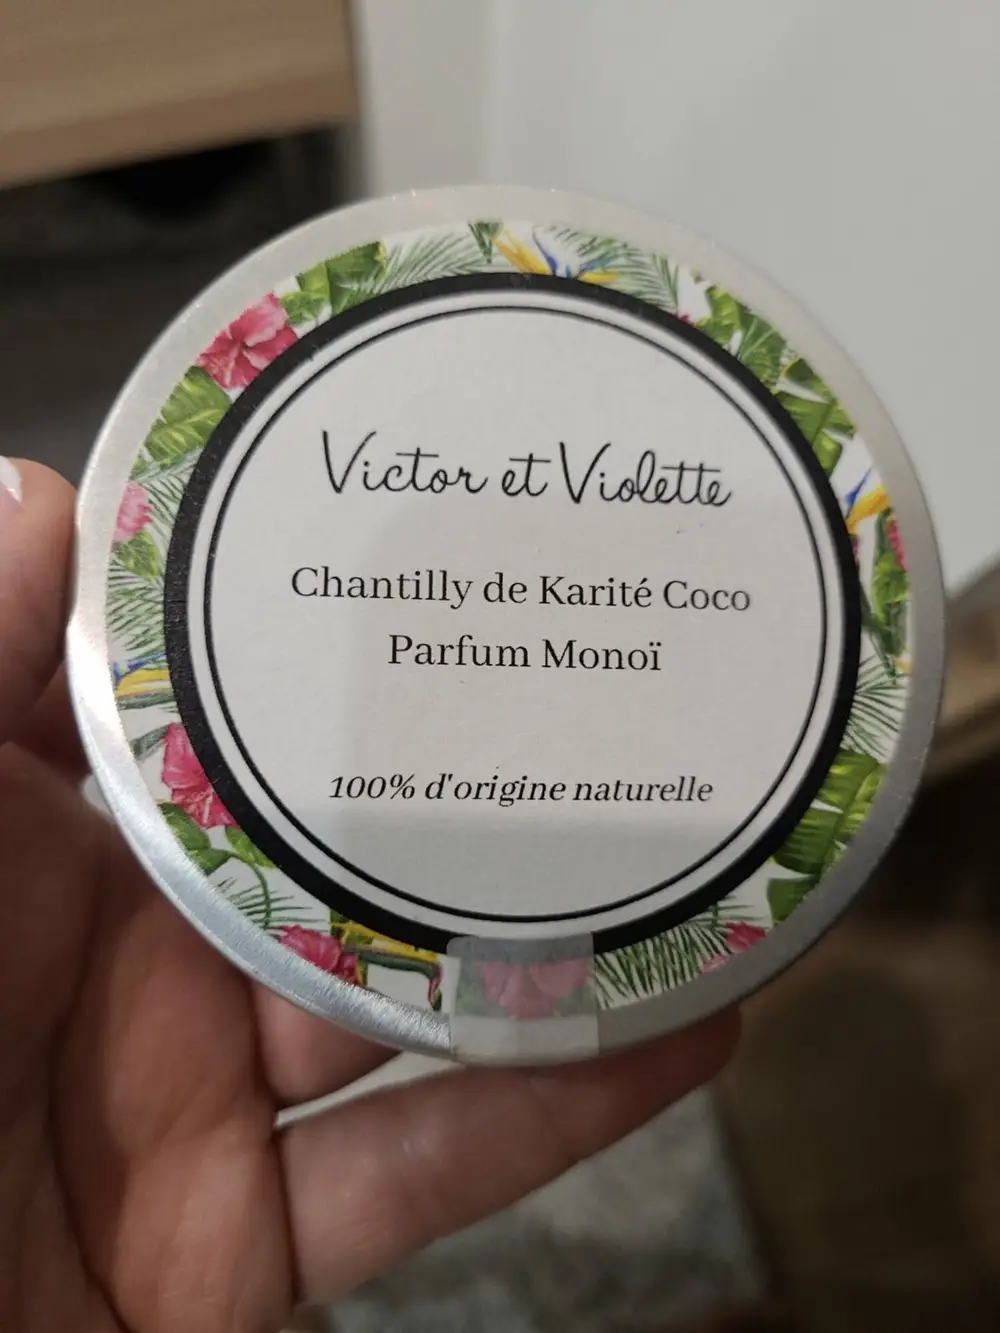 Victor et Violette
Chantilly de Karité Coco
Parfum Monoï
100% d'origine naturelle